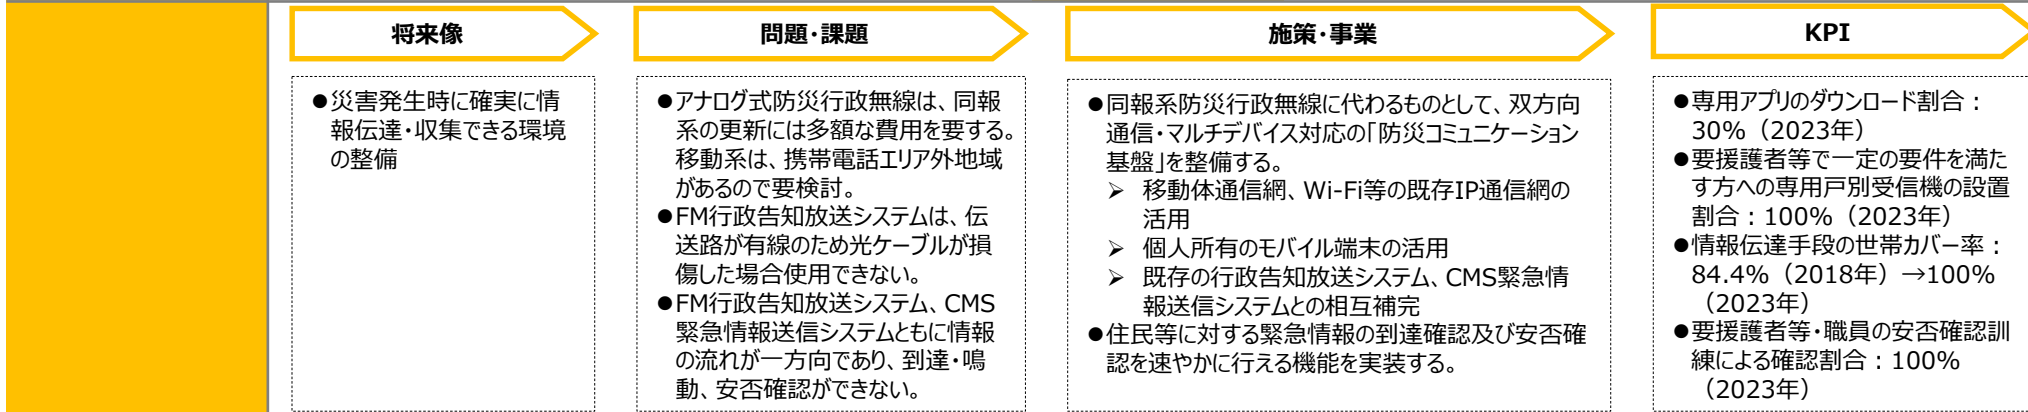 将来像
●災害発生時に確実に情
報伝達・収集できる環境
の整備
問題・課題
●アナログ式防災行政無線は、同報
系の更新には多額な費用を要する。
移動系は、携帯電話エリア外地域
があるので要検討。
●FM行政告知放送システムは、伝
送路が有線のため光ケーブルが損
傷した場合使用できない。
●FM行政告知放送システム、CMS
緊急情報送信システムともに情報
の流れが一方向であり、到達・鳴
動、安否確認ができない。
施策・事業
●同報系防災行政無線に代わるものとして、双方向
通信・マルチデバイス対応の「防災コミュニケーション
基盤」を整備する。
➢ 移動体通信網、Wi-Fi等の既存IP通信網の
活用
➢ 個人所有のモバイル端末の活用
➢ 既存の行政告知放送システム、CMS緊急情
報送信システムとの相互補完
●住民等に対する緊急情報の到達確認及び安否確
認を速やかに行える機能を実装する。
KPI
●専用アプリのダウンロード割合：
30%（2023年）
●要援護者等で一定の要件を満た
す方への専用戸別受信機の設置
割合：100%（2023年）
●情報伝達手段の世帯カバー率：
84.4%（2018年）→100%
（2023年）
●要援護者等・職員の安否確認訓
練による確認割合：100%
（2023年）